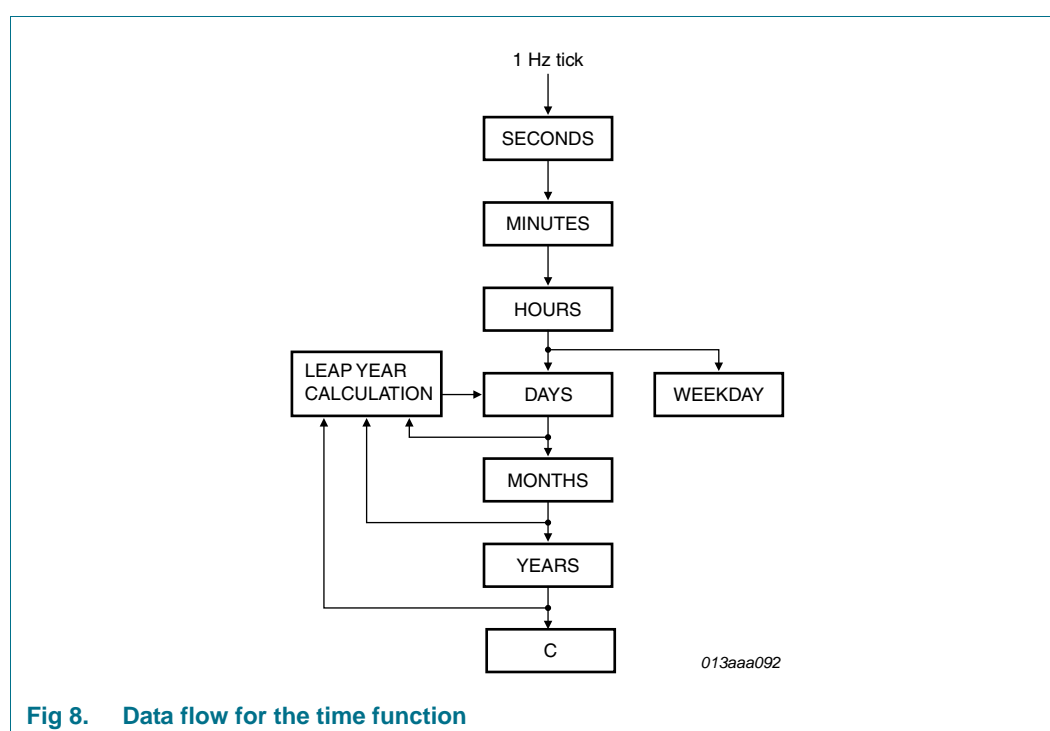 1 Hz tick
SECONDS
MINUTES
HOURS
LEAP YEAR
CALCULATION
DAYS
WEEKDAY
MONTHS
YEARS
C
013aaa092
Fig 8. Data flow for the time function